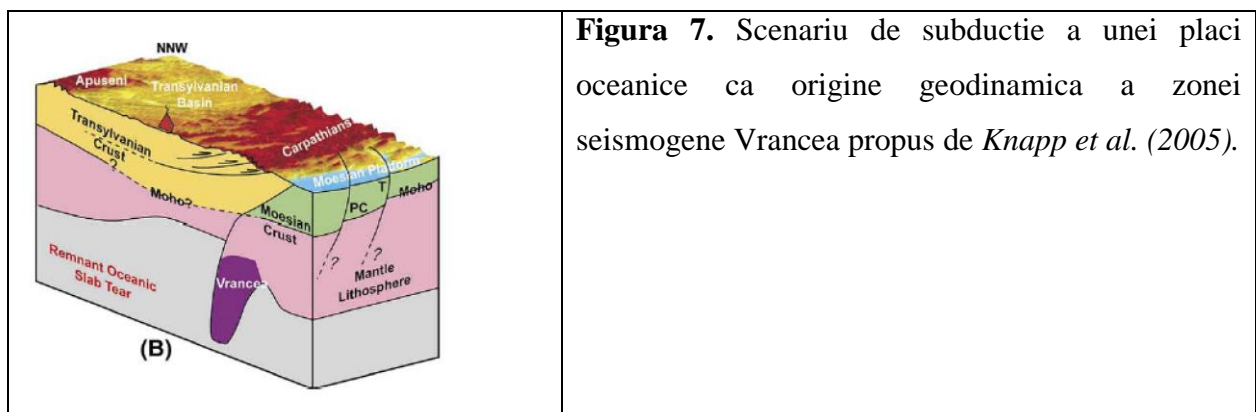 NNW
Apuseni
Transylvanian
Basin
Transylvanian
Crust
?
Carpathians
Moesian Platform
Moho?
T
Moho
PC
Moesian
Crust
?
?
Mantle
Lithosphere
Remnant Oceanic
Slab Tear
Vrancea
(B)
Figura 7. Scenariu de subductie a unei placi
oceanice ca origine geodinamica a zonei
seismogene Vrancea propus de Knapp et al. (2005).